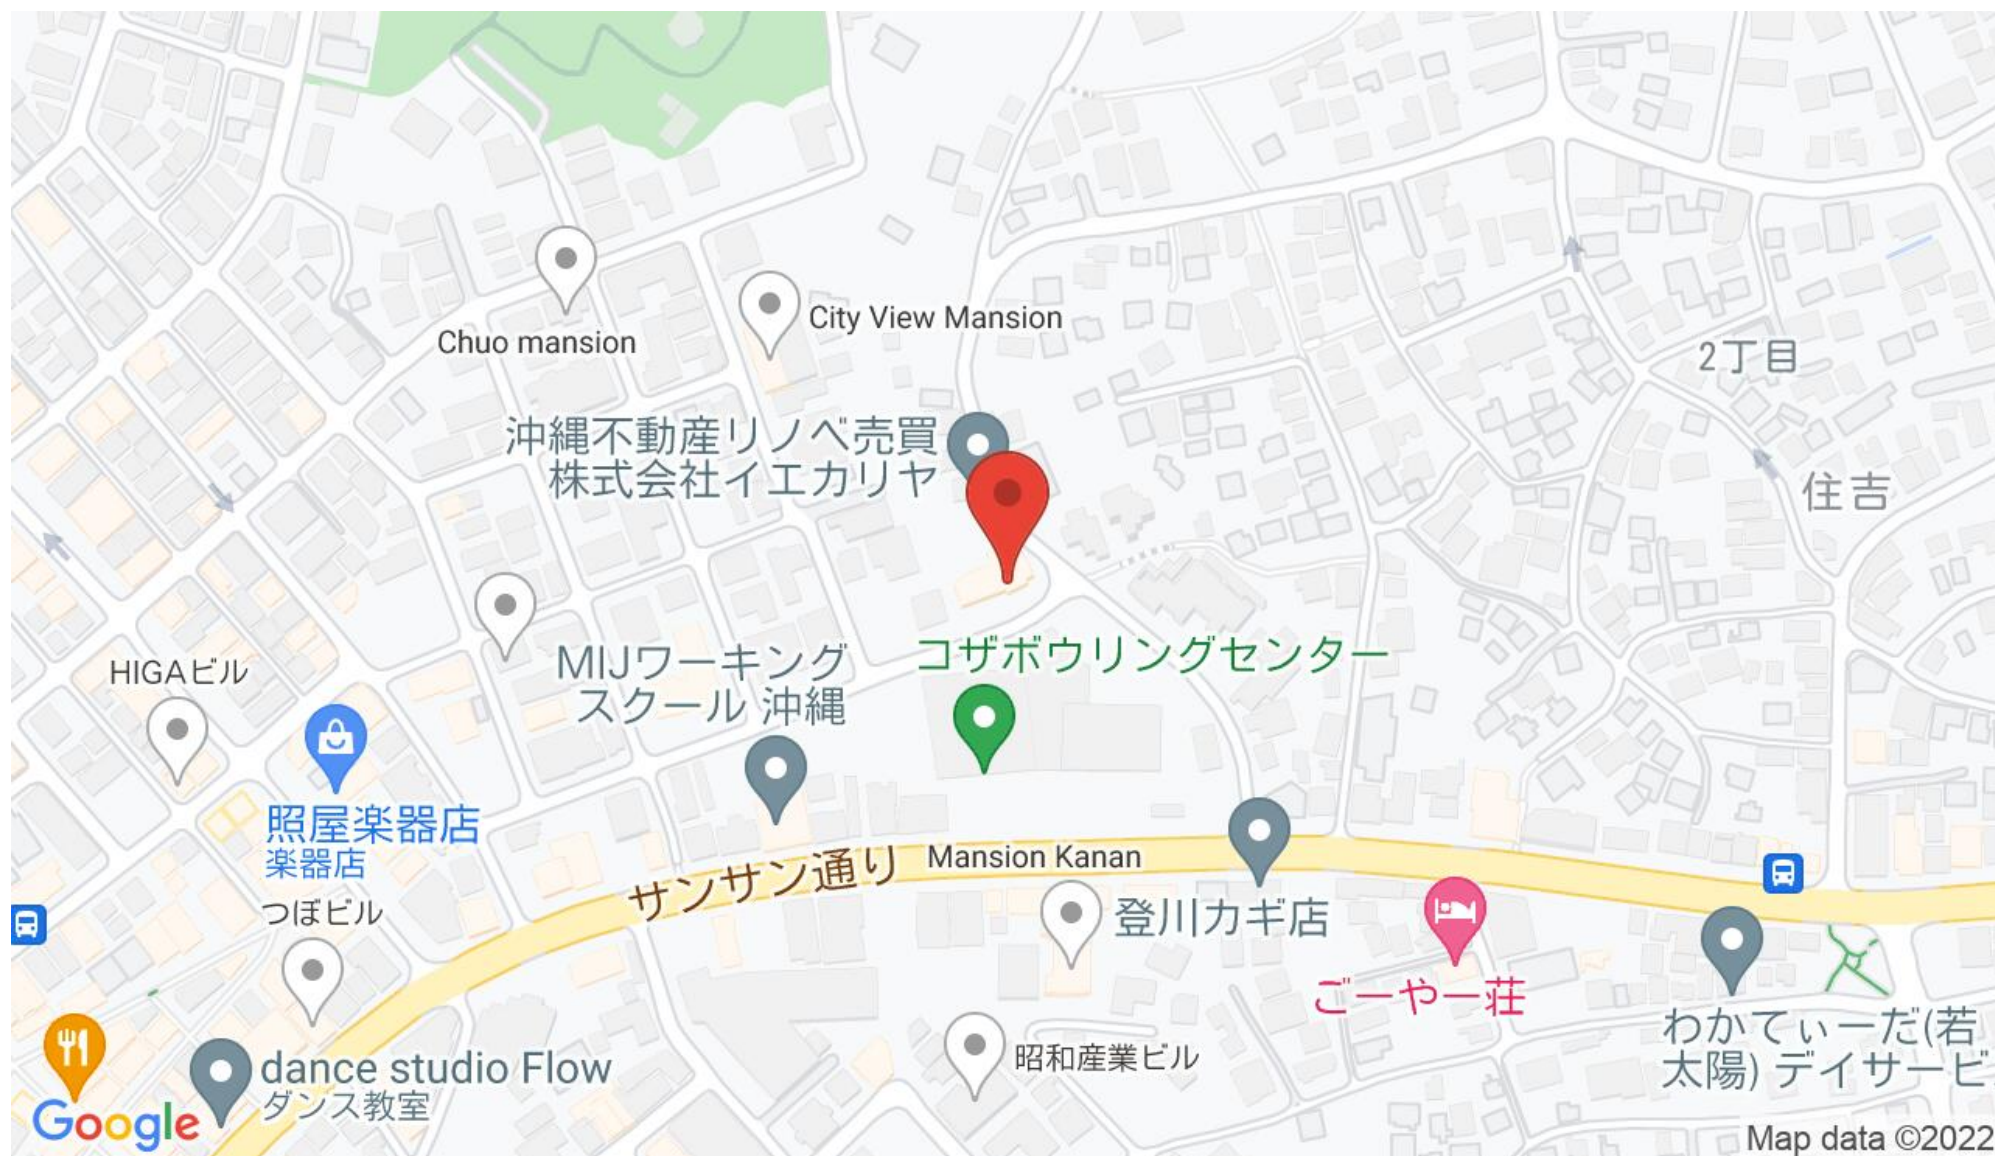 Chuo mansion
City View Mansion
2丁目
沖縄不動産リノベ売買
株式会社イエカリヤ
住吉
コザボウリングセンター
MIJワーキング
スクール 沖縄
HIGAビル
照屋楽器店
楽器店
サンサン通り
Mansion Kanan
つぼビル
登川カギ店
ごーやー荘
わかてぃーだ(若
太陽) デイサービ
昭和産業ビル
dance studio Flow
ダンス教室
Google
Map data ©2022